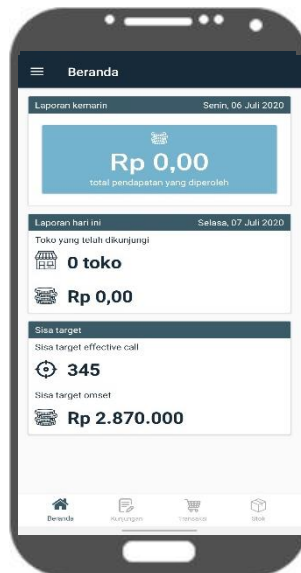 Beranda
Laporan kemarin Senin, 06 Juli 2020
Rp 0,00
total pendapatan yang diperoleh
Laporan hari ini Selasa, 07 Juli 2020
Toko yang telah dikunjungi
0 toko
Rp 0,00
Sisa target
Sisa target effective call
345
Sisa target omset
Rp 2.870.000
Beranda Kunjungan Transaksi Stok